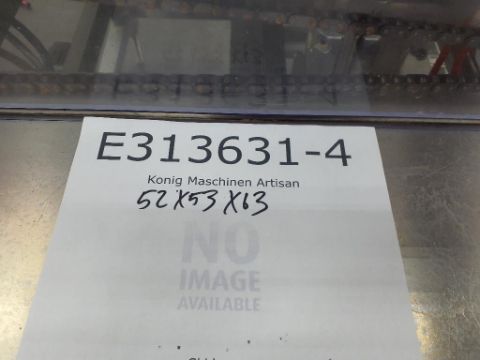 E313631-4
Konig Maschinen Artisan
52x53x63
NO
IMAGE
AVAILABLE